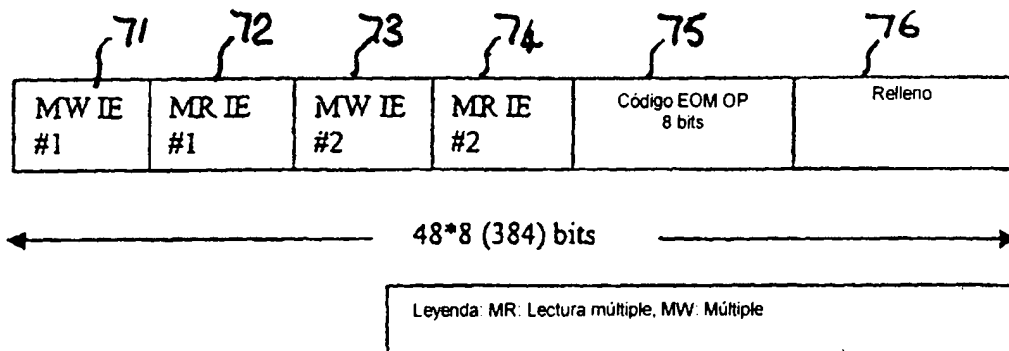 71 72 73 74 75 76
MW IE #1
MR IE #1
MW IE #2
MR IE #2
Código EOM OP
8 bits
Relleno
48*8 (384) bits
Leyenda: MR: Lectura múltiple, MW: Múltiple